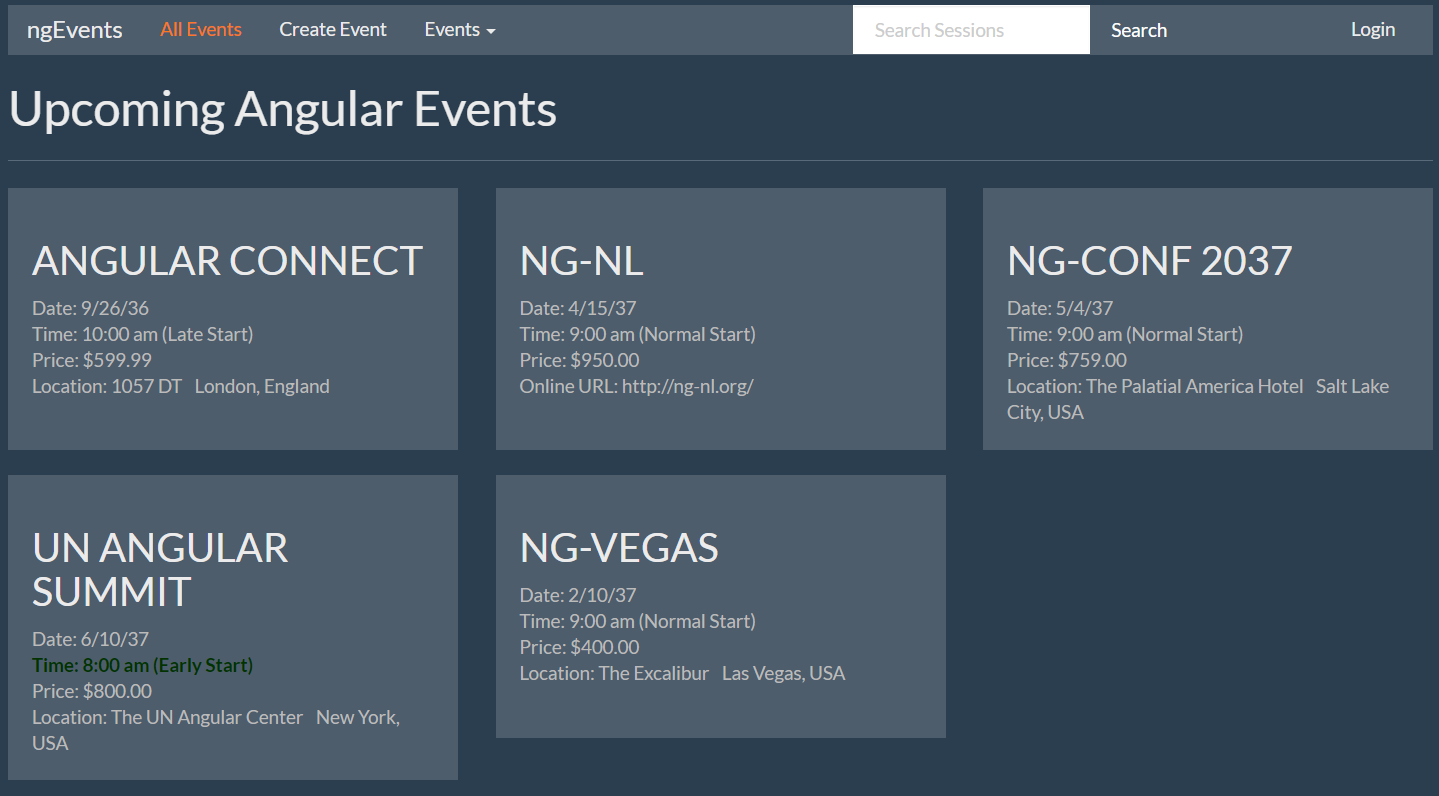 ngEvents All Events Create Event Events Search Sessions Search Login
Upcoming Angular Events
ANGULAR CONNECT
Date: 9/26/36
Time: 10:00 am (Late Start)
Price: $599.99
Location: 1057 DT London, England
NG-NL
Date: 4/15/37
Time: 9:00 am (Normal Start)
Price: $950.00
Online URL: http://ng-nl.org/
NG-CONF 2037
Date: 5/4/37
Time: 9:00 am (Normal Start)
Price: $759.00
Location: The Palatial America Hotel Salt Lake
City, USA
UN ANGULAR
SUMMIT
Date: 6/10/37
Time: 8:00 am (Early Start)
Price: $800.00
Location: The UN Angular Center New York,
USA
NG-VEGAS
Date: 2/10/37
Time: 9:00 am (Normal Start)
Price: $400.00
Location: The Excalibur Las Vegas, USA